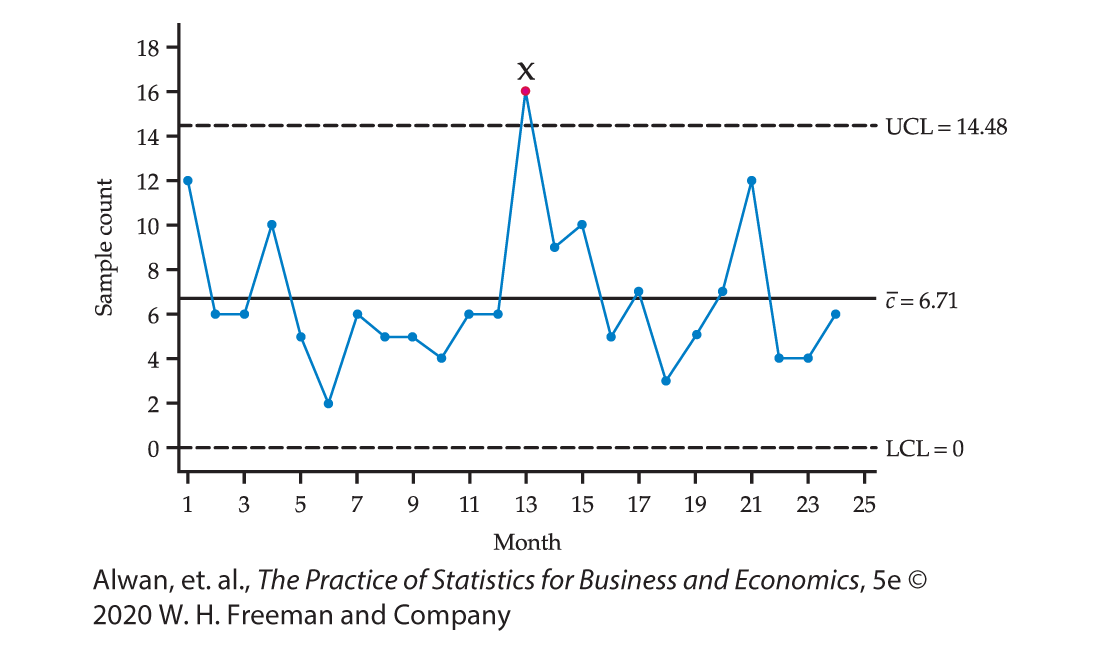 18
X
16
UCL = 14.48
14
12
10
8
Sample count
c̄ = 6.71
6
4
2
0
LCL = 0
1 3 5 7 9 11 13 15 17 19 21 23 25
Month
Alwan, et. al., The Practice of Statistics for Business and Economics, 5e ©
2020 W. H. Freeman and Company